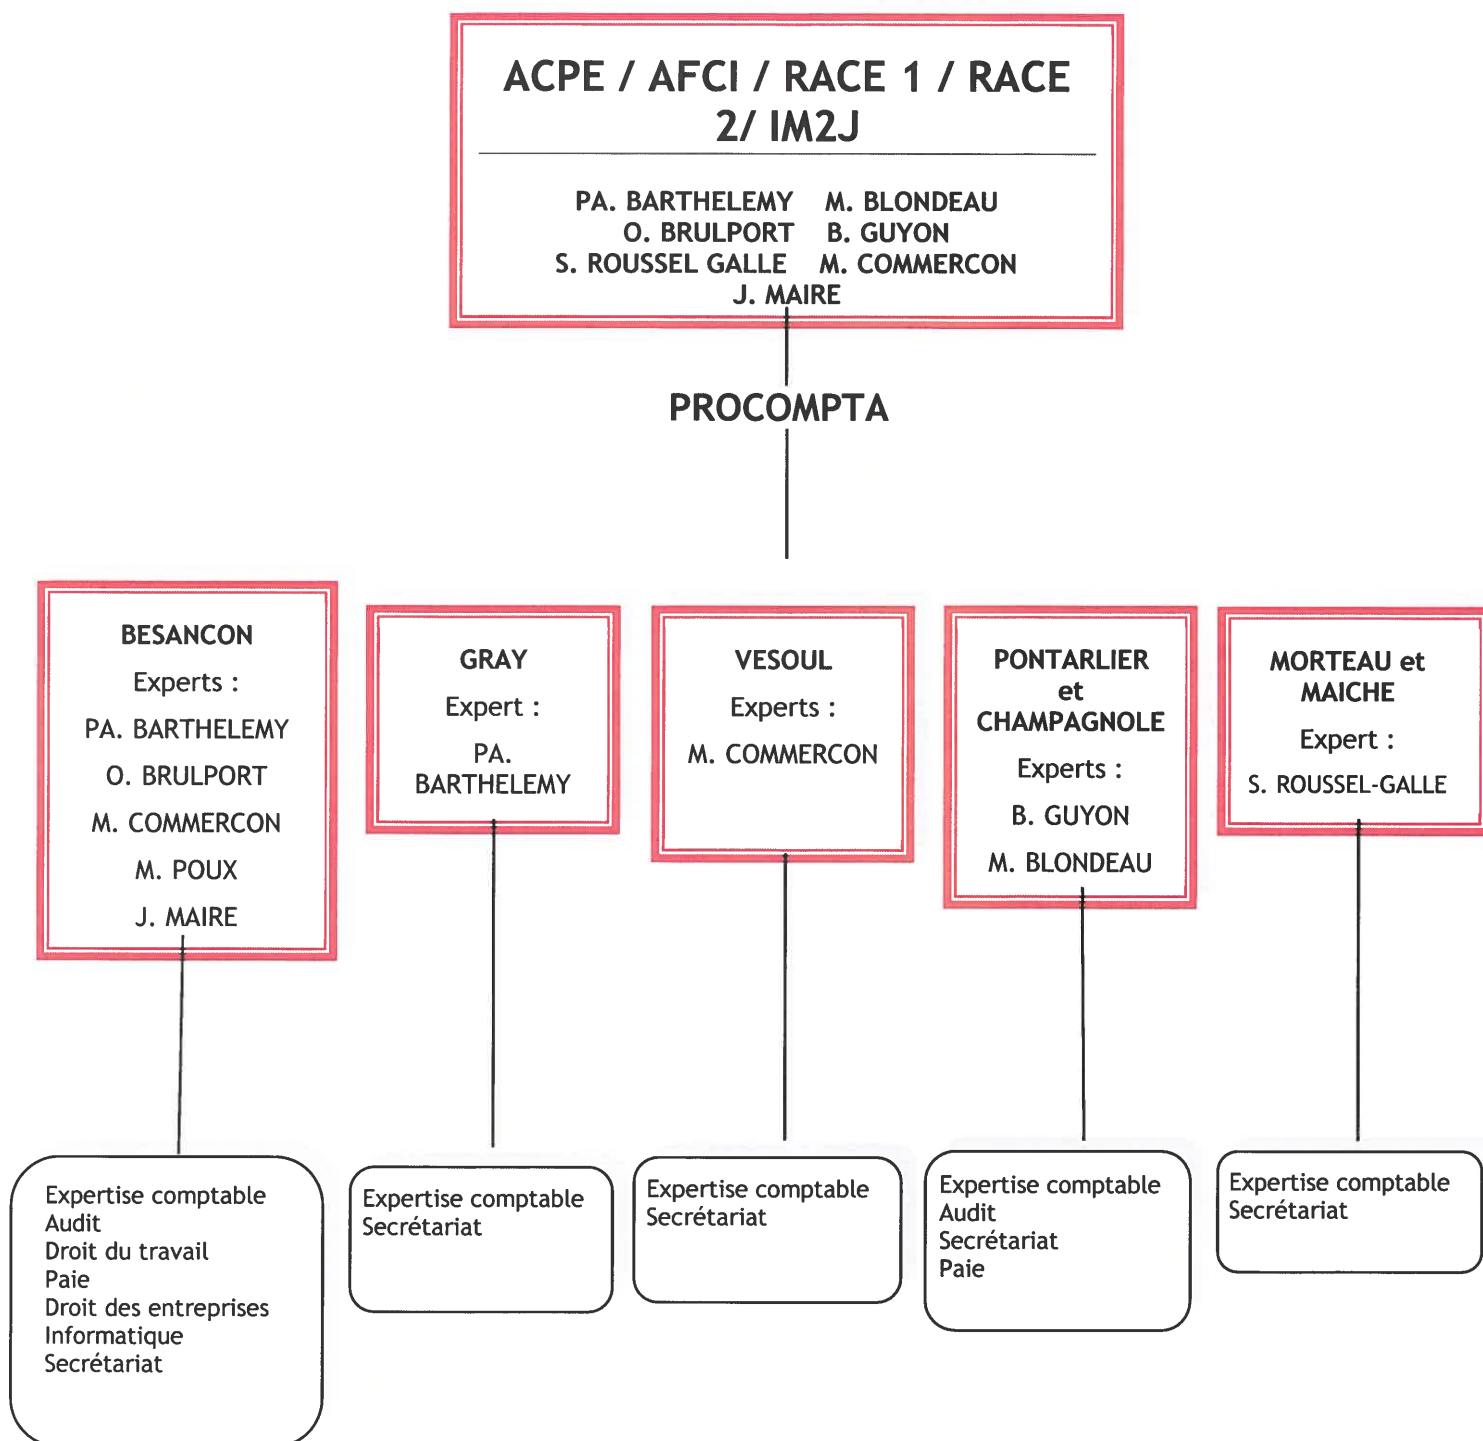 ACPE / AFCI / RACE 1 / RACE
2/ IM2J
PA. BARTHELEMY M. BLONDEAU
O. BRULPORT B. GUYON
S. ROUSSEL GALLE M. COMMERCON
J. MAIRE
PROCOMPTA
BESANCON
Experts :
PA. BARTHELEMY
O. BRULPORT
M. COMMERCON
M. POUX
J. MAIRE
GRAY
Expert :
PA.
BARTHELEMY
VESOUL
Experts :
M. COMMERCON
PONTARLIER
et
CHAMPAGNOLE
Experts :
B. GUYON
M. BLONDEAU
MORTEAU et
MAICHE
Expert :
S. ROUSSEL-GALLE
Expertise comptable
Audit
Droit du travail
Paie
Droit des entreprises
Informatique
Secrétariat
Expertise comptable
Secrétariat
Expertise comptable
Secrétariat
Expertise comptable
Audit
Secrétariat
Paie
Expertise comptable
Secrétariat